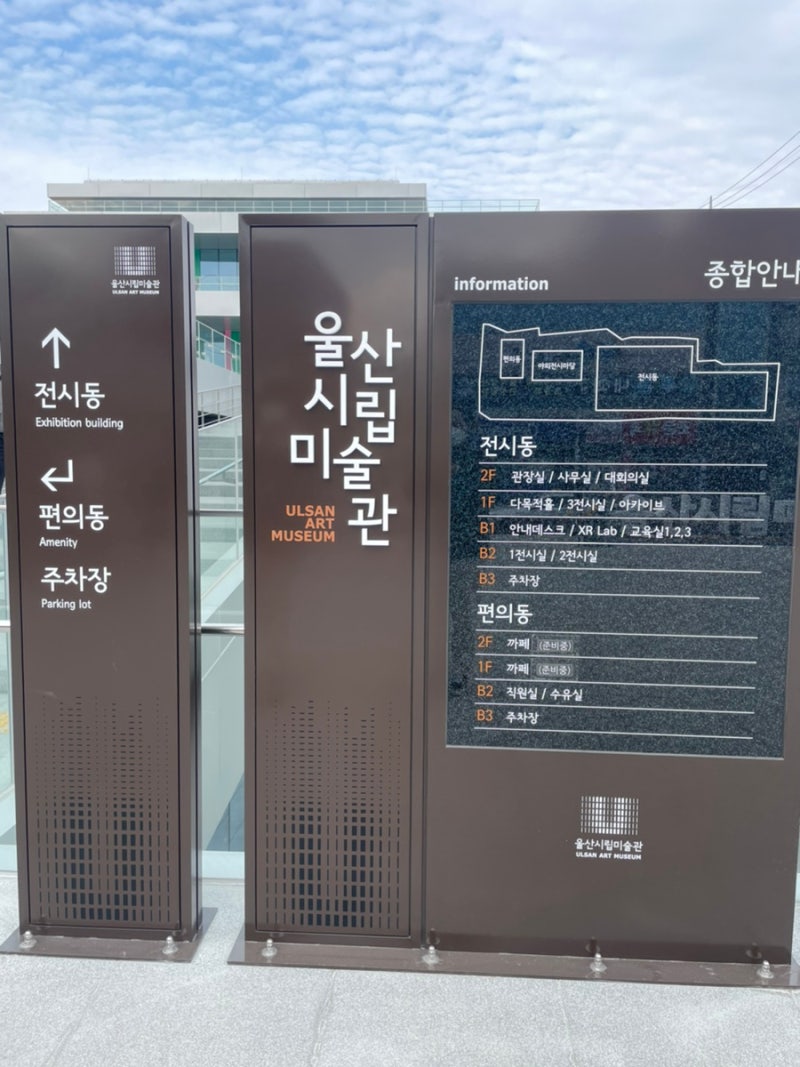 울산시립미술관
ULSAN ART MUSEUM
전시동
Exhibition building
편의동
Amenity
주차장
Parking lot
울산
시립
미술
관
ULSAN
ART
MUSEUM
information
종합안내
편의동
야외전시마당
전시동
전시동
2F 관장실 / 사무실 / 대회의실
1F 다목적홀 / 3전시실 / 아카이브
B1 안내데스크 / XR Lab / 교육실1,2,3
B2 1전시실 / 2전시실
B3 주차장
편의동
2F 까페 (준비중)
1F 까페 (준비중)
B2 직원실 / 수유실
B3 주차장
울산시립미술관
ULSAN ART MUSEUM